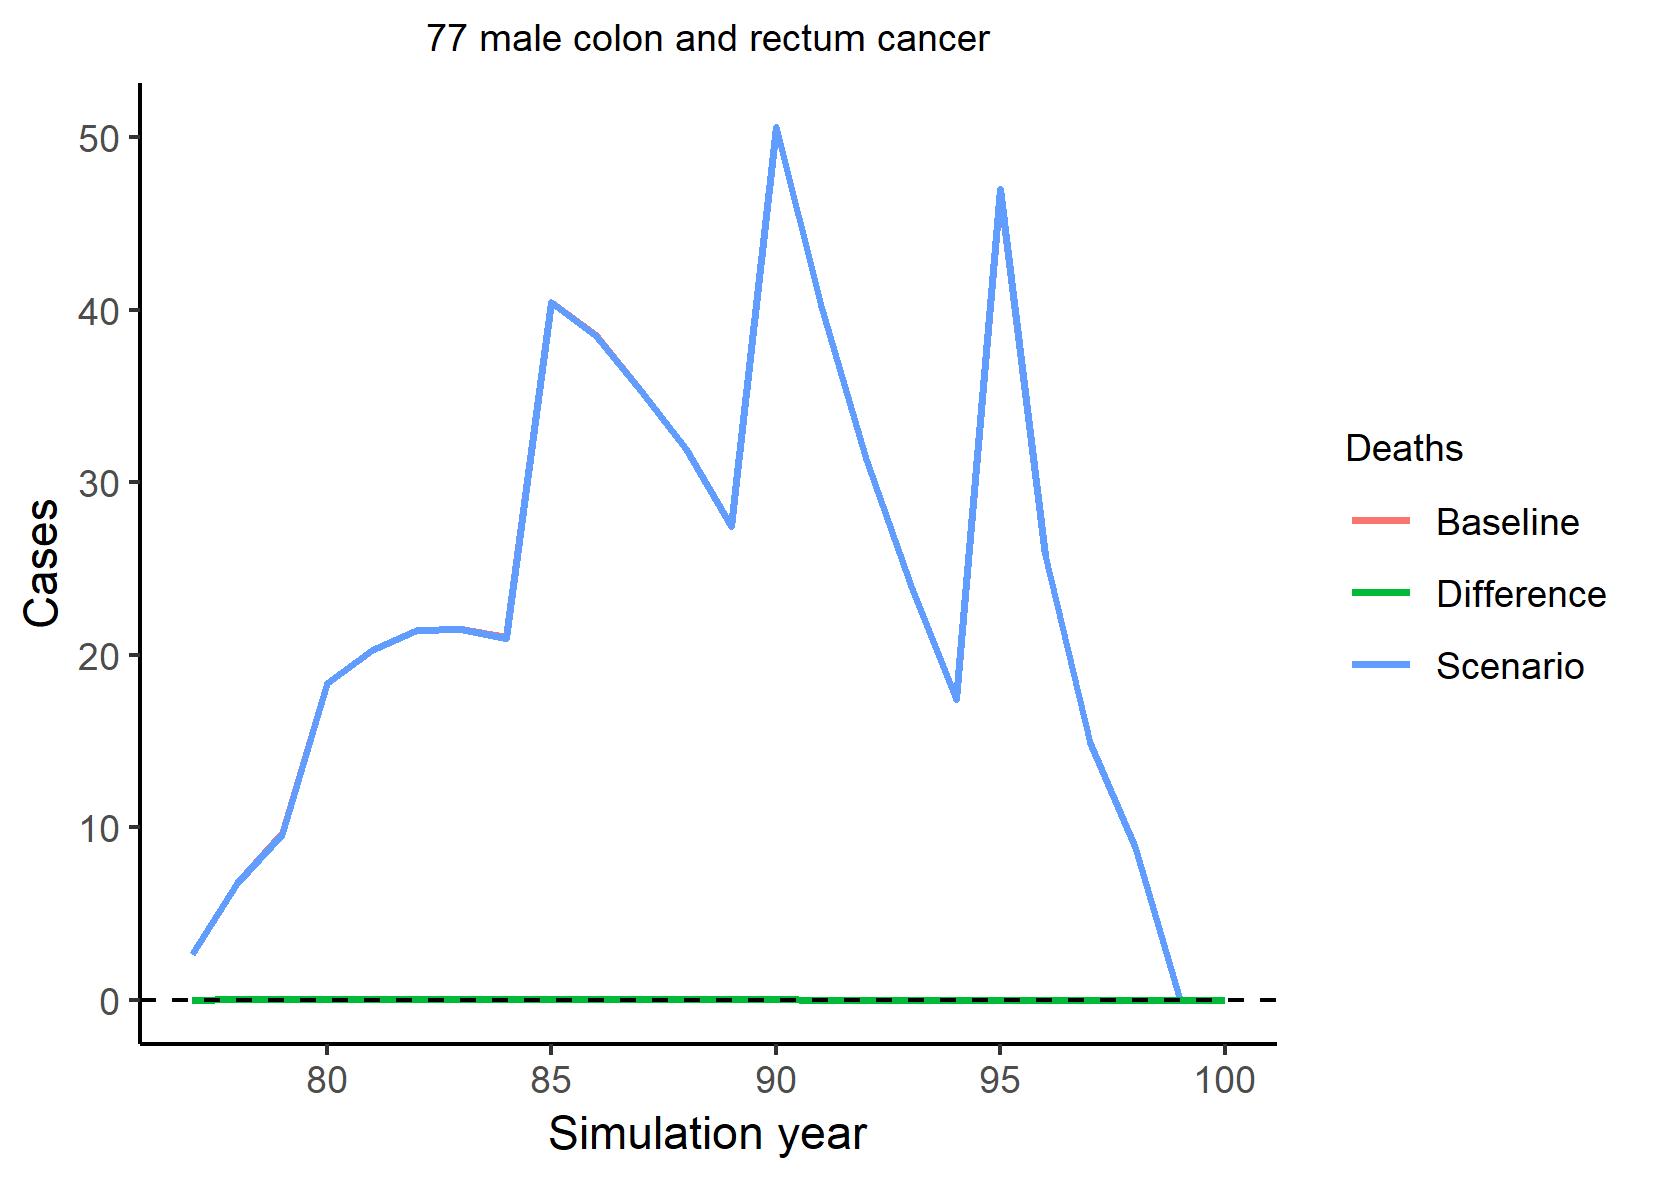 77 male colon and rectum cancer
50
40
30
20
10
0
Cases
80 85 90 95 100
Simulation year
Deaths
Baseline
Difference
Scenario